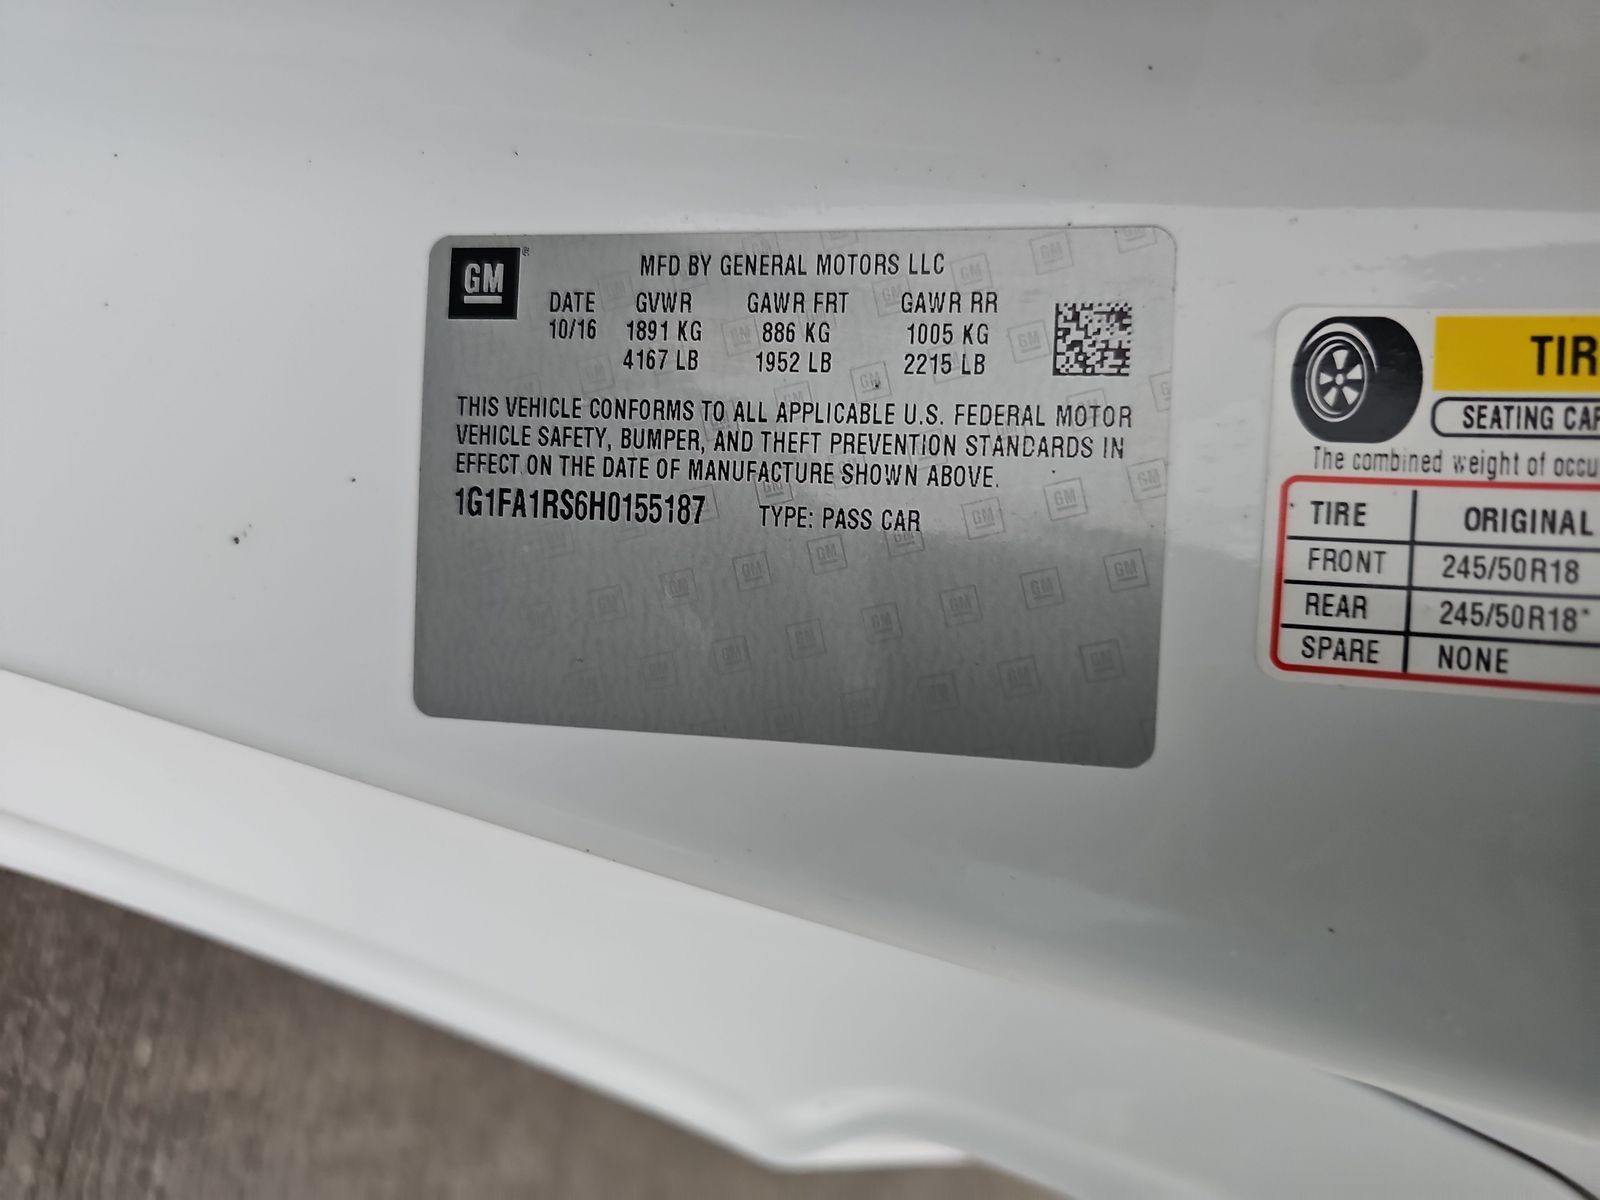 GM
MFD BY GENERAL MOTORS LLC
DATE GVWR GAWR FRT GAWR RR
10/16 1891 KG 886 KG 1005 KG
4167 LB 1952 LB 2215 LB
THIS VEHICLE CONFORMS TO ALL APPLICABLE U.S. FEDERAL MOTOR
VEHICLE SAFETY, BUMPER, AND THEFT PREVENTION STANDARDS IN
EFFECT ON THE DATE OF MANUFACTURE SHOWN ABOVE.
1G1FA1RS6H0155187 TYPE: PASS CAR
TIR
SEATING CAP
The combined weight of occu
TIRE ORIGINAL
FRONT 245/50R18
REAR 245/50R18*
SPARE NONE